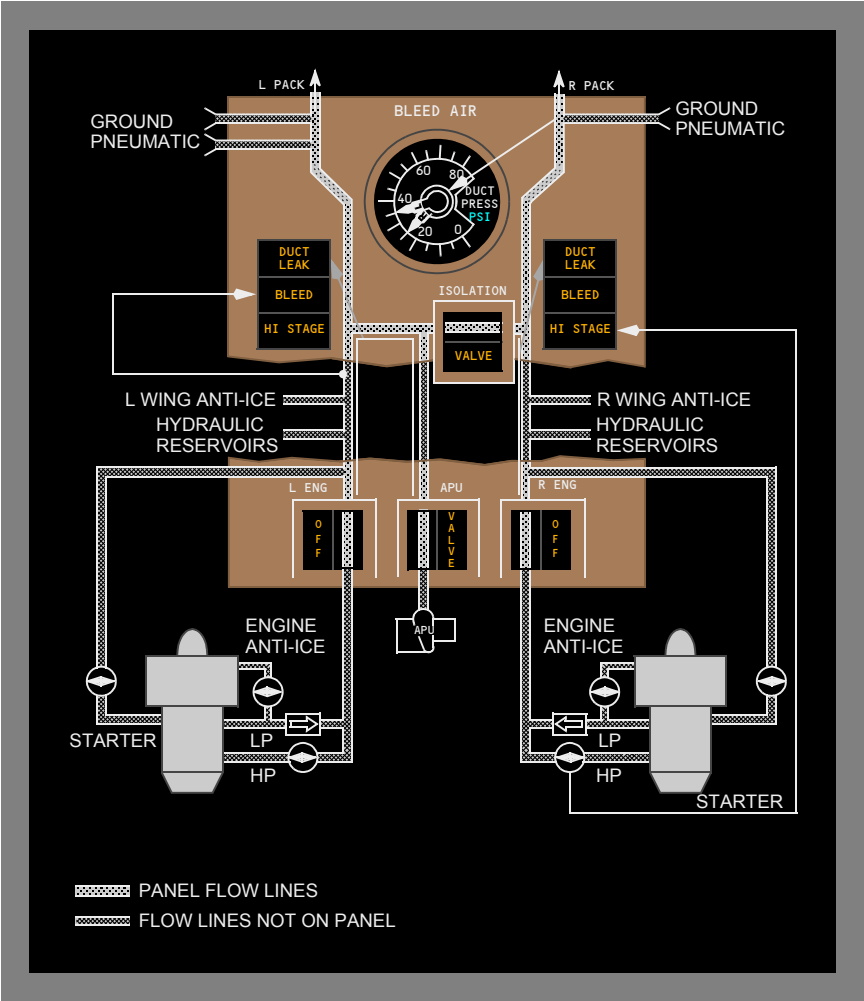 L PACK
R PACK
GROUND
PNEUMATIC
BLEED AIR
GROUND
PNEUMATIC
60
80
40
20
0
DUCT
PRESS
PSI
DUCT
LEAK
BLEED
HI STAGE
ISOLATION
VALVE
DUCT
LEAK
BLEED
HI STAGE
L WING ANTI-ICE
R WING ANTI-ICE
HYDRAULIC
RESERVOIRS
HYDRAULIC
RESERVOIRS
L ENG
APU
R ENG
OFF
VALVE
OFF
APU
ENGINE
ANTI-ICE
ENGINE
ANTI-ICE
STARTER
LP
HP
LP
HP
STARTER
PANEL FLOW LINES
FLOW LINES NOT ON PANEL